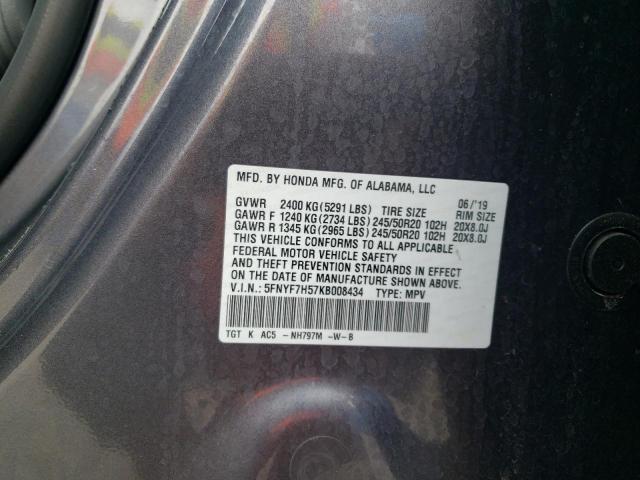 MFD. BY HONDA MFG. OF ALABAMA, LLC 06/'19
GVWR 2400 KG(5291 LBS) TIRE SIZE RIM SIZE
GAWR F 1240 KG(2734 LBS)245/50R20 102H 20X8.0J
GAWR R 1345 KG(2965 LBS)245/50R20 102H 20X8.0J
THIS VEHICLE CONFORMS TO ALL APPLICABLE
FEDERAL MOTOR VEHICLE SAFETY
AND THEFT PREVENTION STANDARDS IN EFFECT
ON THE DATE OF MANUFACTURE SHOWN ABOVE.
V.I.N.: 5FNYF7H57KB008434 TYPE: MPV
TGT K AC5 -NH797M -W-B